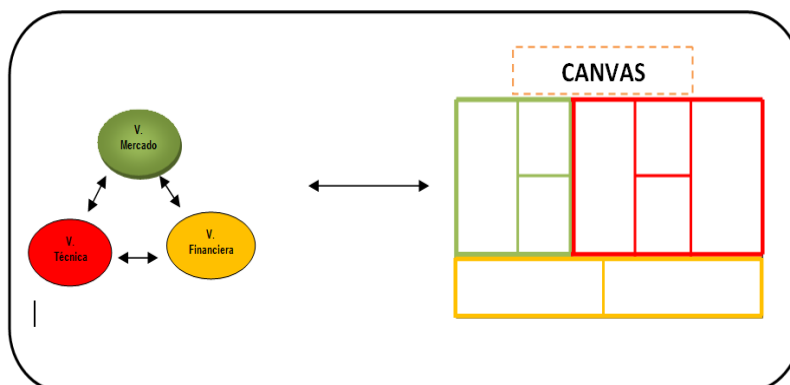 CANVAS
V.
Mercado
V.
Técnica
V.
Financiera